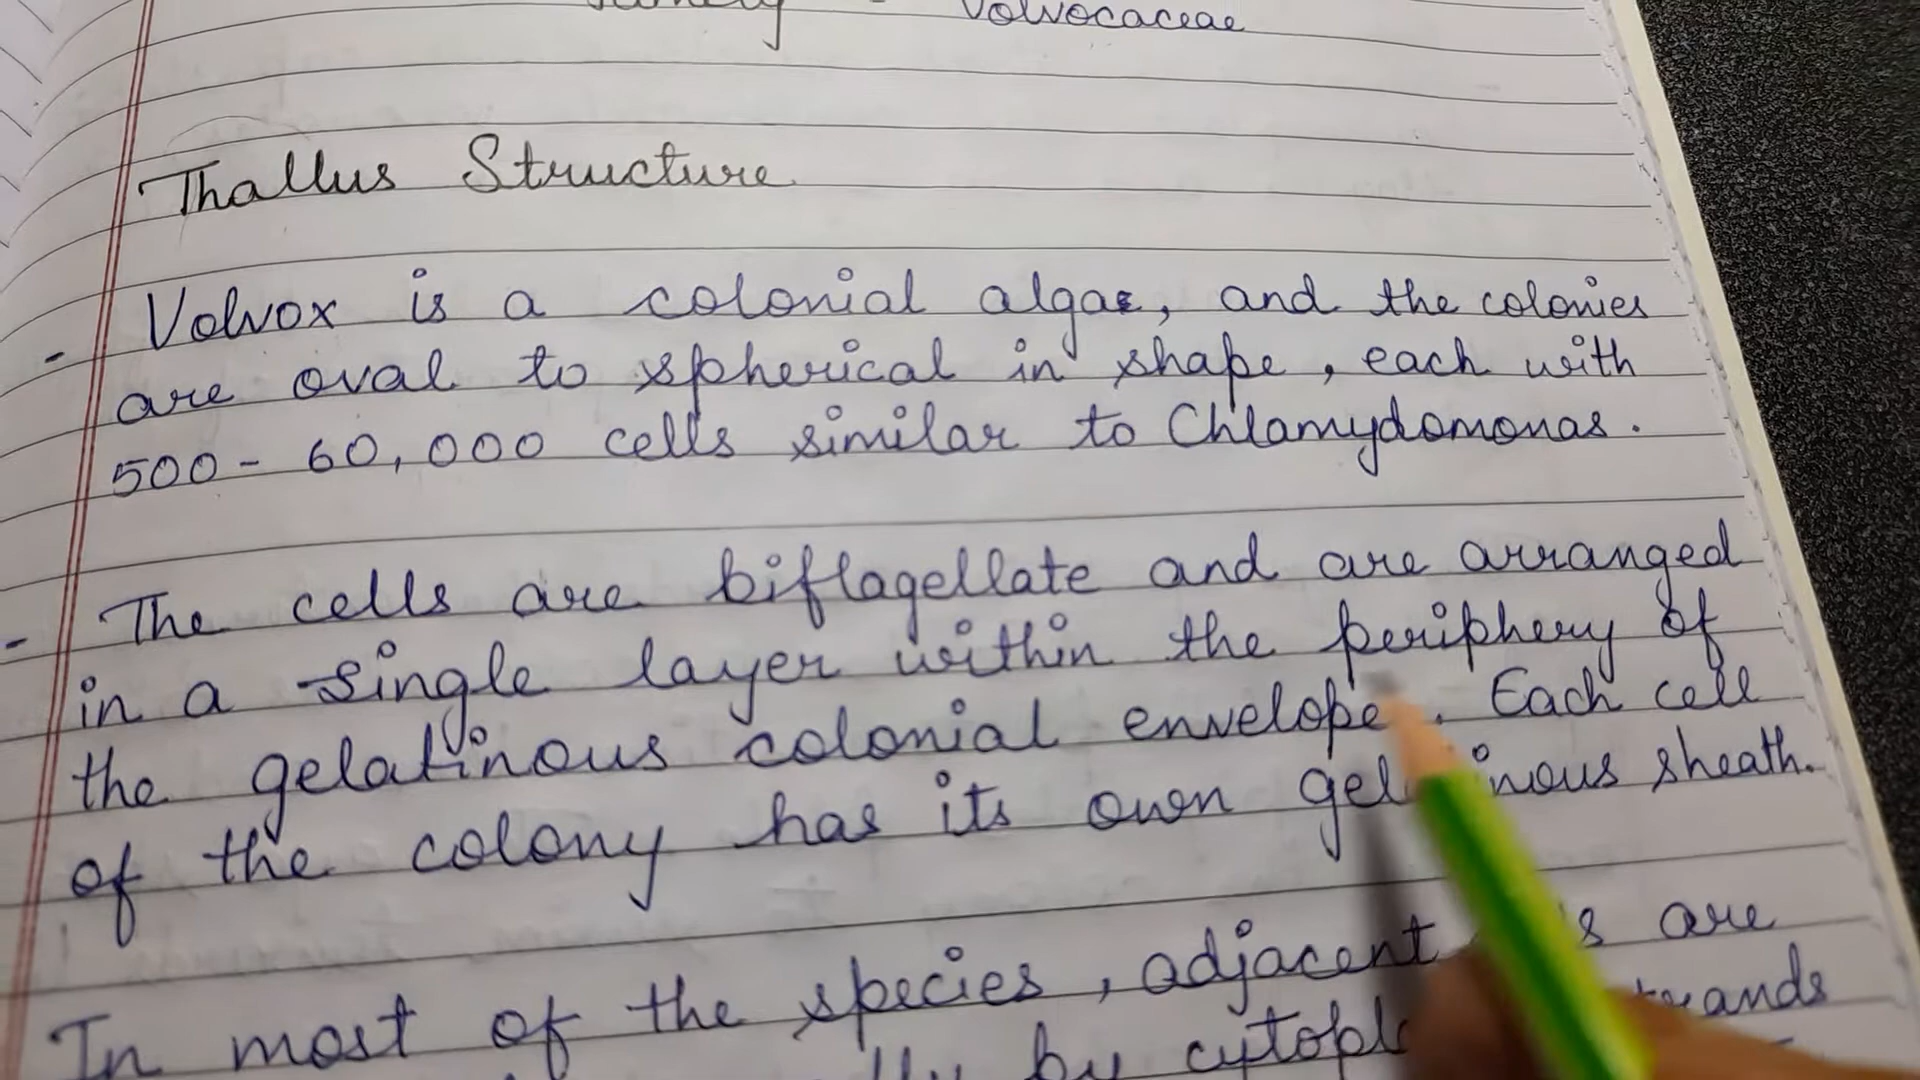 Family - Volvocaceae
Thallus Structure
- Volvox is a colonial algae, and the colonies
are oval to spherical in shape, each with
500 - 60,000 cells similar to Chlamydomonas.
- The cells are biflagellate and are arranged
in a single layer within the periphery of
the gelatinous colonial envelope. Each cell
of the colony has its own sheath.
In most of the species, adjacent are
by